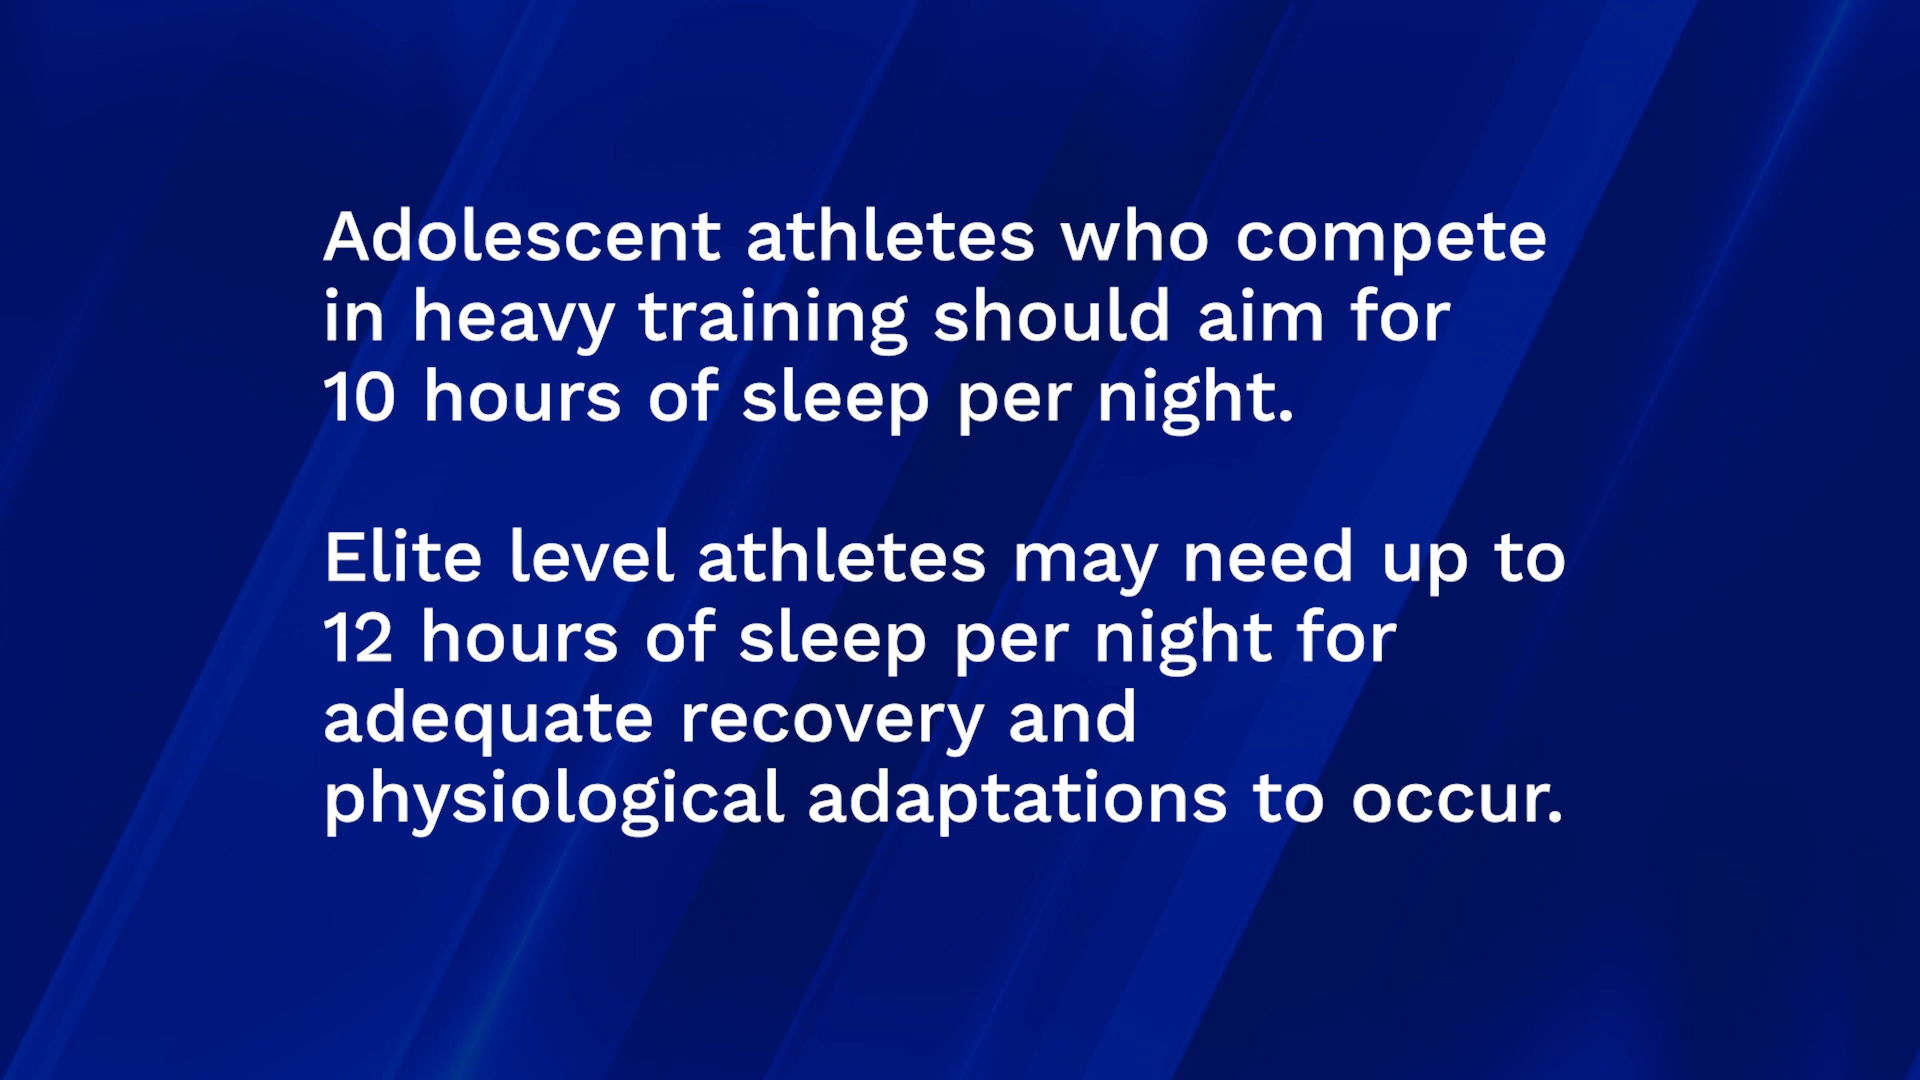 Adolescent athletes who compete
in heavy training should aim for
10 hours of sleep per night.
Elite level athletes may need up to
12 hours of sleep per night for
adequate recovery and
physiological adaptations to occur.